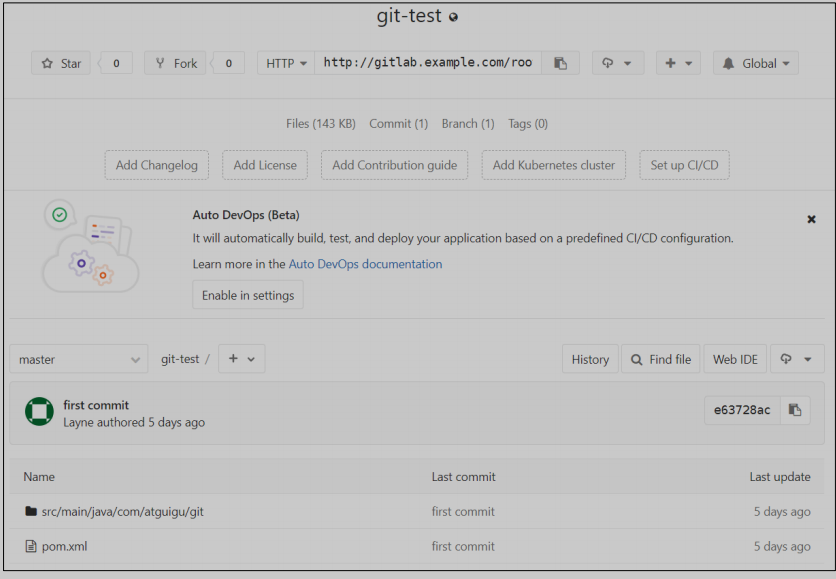 git-test
Star 0 Fork 0 HTTP http://gitlab.example.com/roo Global
Files (143 KB) Commit (1) Branch (1) Tags (0)
Add Changelog Add License Add Contribution guide Add Kubernetes cluster Set up CI/CD
Auto DevOps (Beta)
It will automatically build, test, and deploy your application based on a predefined CI/CD configuration.
Learn more in the Auto DevOps documentation
Enable in settings
master git-test / + History Find file Web IDE
first commit
Layne authored 5 days ago
e63728ac
Name Last commit Last update
src/main/java/com/atguigu/git first commit 5 days ago
pom.xml first commit 5 days ago